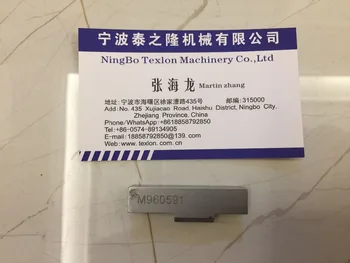 宁波泰之隆机械有限公司
NingBo Texlon Machinery Co.,Ltd
张海龙 Martin zhang
地址:宁波市海曙区徐家漕路435号 邮编:315000
Add:No. 435 Xujiacao Road, Haishu District, Ningbo City.
Zhejiang Province, China
Phone/WhatsApp:+8618858792850
Tel:+86-0574-89134905
E-mail: 18858792850@139. com
Web:www.texlon.com.cn
M960591